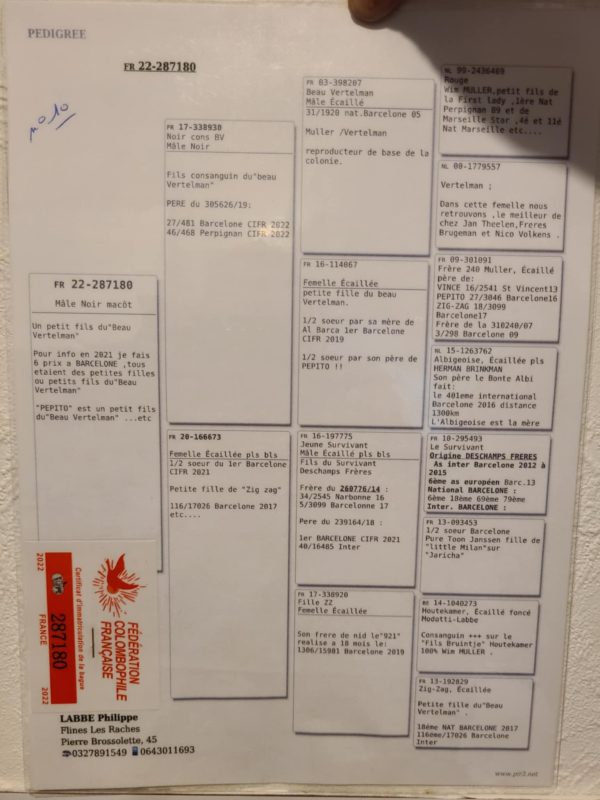 PEDIGREE
FR 22-287180
n° 10
FR 22-287180
Mâle Noir macôt
Un petit fils du"Beau
Vertelman"
Pour info en 2021 je fais
6 prix a BARCELONE ,tous
etaient des petites filles
ou petits fils du"Beau
Vertelman"
"PEPITO" est un petit fils
du"Beau Vertelman" ...etc
FR 17-338930
Noir cons BV
Mâle Noir
Fils consanguin du"beau
Vertelman"
PERE du 305626/19:
27/481 Barcelone CIFR 2022
46/468 Perpignan CIFR 2022
FR 20-166673
Femelle Écaillée pls bls
1/2 soeur du 1er Barcelone
CIFR 2021
Petite fille de "Zig zag"
116/17026 Barcelone 2017
etc....
FR 03-398207
Beau Vertelman
Mâle Écaillé
31/1920 nat.Barcelone 05
Muller /Vertelman
reproducteur de base de la
colonie.
FR 16-114067
Femelle Écaillée
petite fille du beau
Vertelman.
1/2 soeur par sa mère de
Al Barca 1er Barcelone
CIFR 2019
1/2 soeur par son père de
PEPITO !!
FR 16-197775
Jeune Survivant
Mâle Écaillé pls bls
Fils du Survivant
Deschamps Frères
Frère du 260776/14 :
34/2545 Narbonne 16
5/3099 Barcelonne 17
Pere du 239164/18 :
1er BARCELONE CIFR 2021
40/16485 Inter
FR 17-338920
Fille ZZ
Femelle Écaillée
Son frere de nid le"921"
realise a 18 mois le:
1306/15981 Barcelone 2019
NL 99-2436469
Rouge
Wim MULLER,petit fils de
la First lady ,1ère Nat
Perpignan 09 et de
Marseille Star ,4é et 11é
Nat Marseille etc....
NL 00-1779557
Vertelman ;
Dans cette femelle nous
retrouvons ,le meilleur de
chez Jan Theelen,Freres
Brugeman et Nico Volkens .
FR 09-301091
Frère 240 Muller, Écaillé
père de:
VINCE 16/2541 St Vincent13
PEPITO 27/3046 Barcelone16
ZIG-ZAG 18/3099
Barcelone17
Frère de la 310240/07
3/298 Barcelone 09
NL 15-1263762
Albigeoise, Écaillée pls
HERMAN BRINKMAN
Son père le Bonte Albi
fait:
le 401eme international
Barcelone 2016 distance
1300km
L'Albigeoise est la mère
FR 10-295493
Le Survivant
Origine DESCHAMPS FRERES
As inter Barcelone 2012 à
2015
6ème as européen Barc.13
National BARCELONE :
6ème 18ème 69ème 79ème
Inter. BARCELONE :
FR 13-093453
1/2 soeur Barcelone
Pure Toon Janssen fille de
"little Milan"sur
"Jaricha"
BE 14-1040273
Houtekamer, Écaillé foncé
Modatti-Labbe
Consanguin +++ sur le
"Fils Bruintje" Houtekamer
100% Wim MULLER .
FR 13-192829
Zig-Zag, Écaillée
Petite fille du"Beau
Vertelman" .
18ème NAT BARCELONE 2017
116ème/17026 Barcelone
Inter
FÉDÉRATION
COLOMBOPHILE
FRANÇAISE
Certificat d'immatriculation de la bague
2022
287180
2022
FRANCE
LABBE Philippe
Flines Les Raches
Pierre Brossolette, 45
0327891549 0643011693